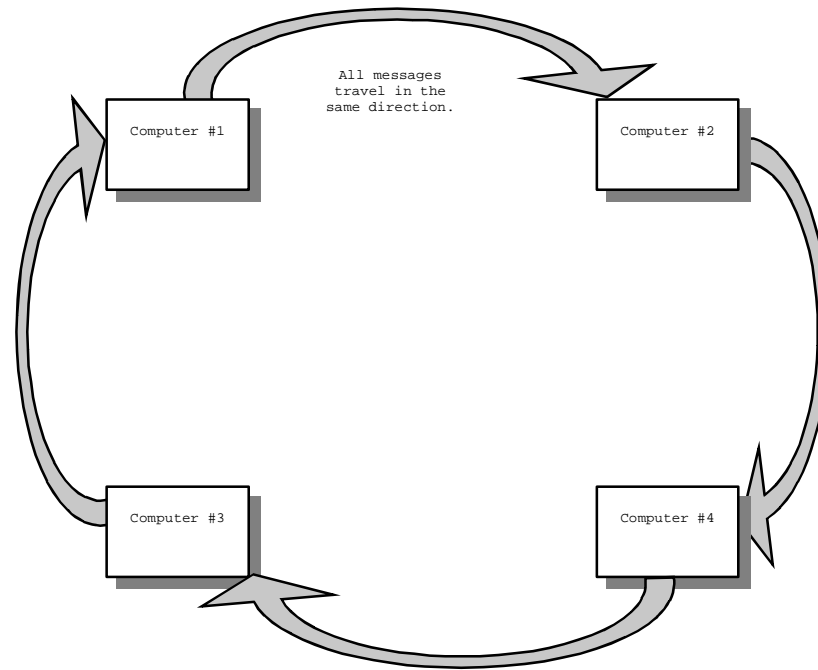 All messages
travel in the
same direction.
Computer #1
Computer #2
Computer #3
Computer #4